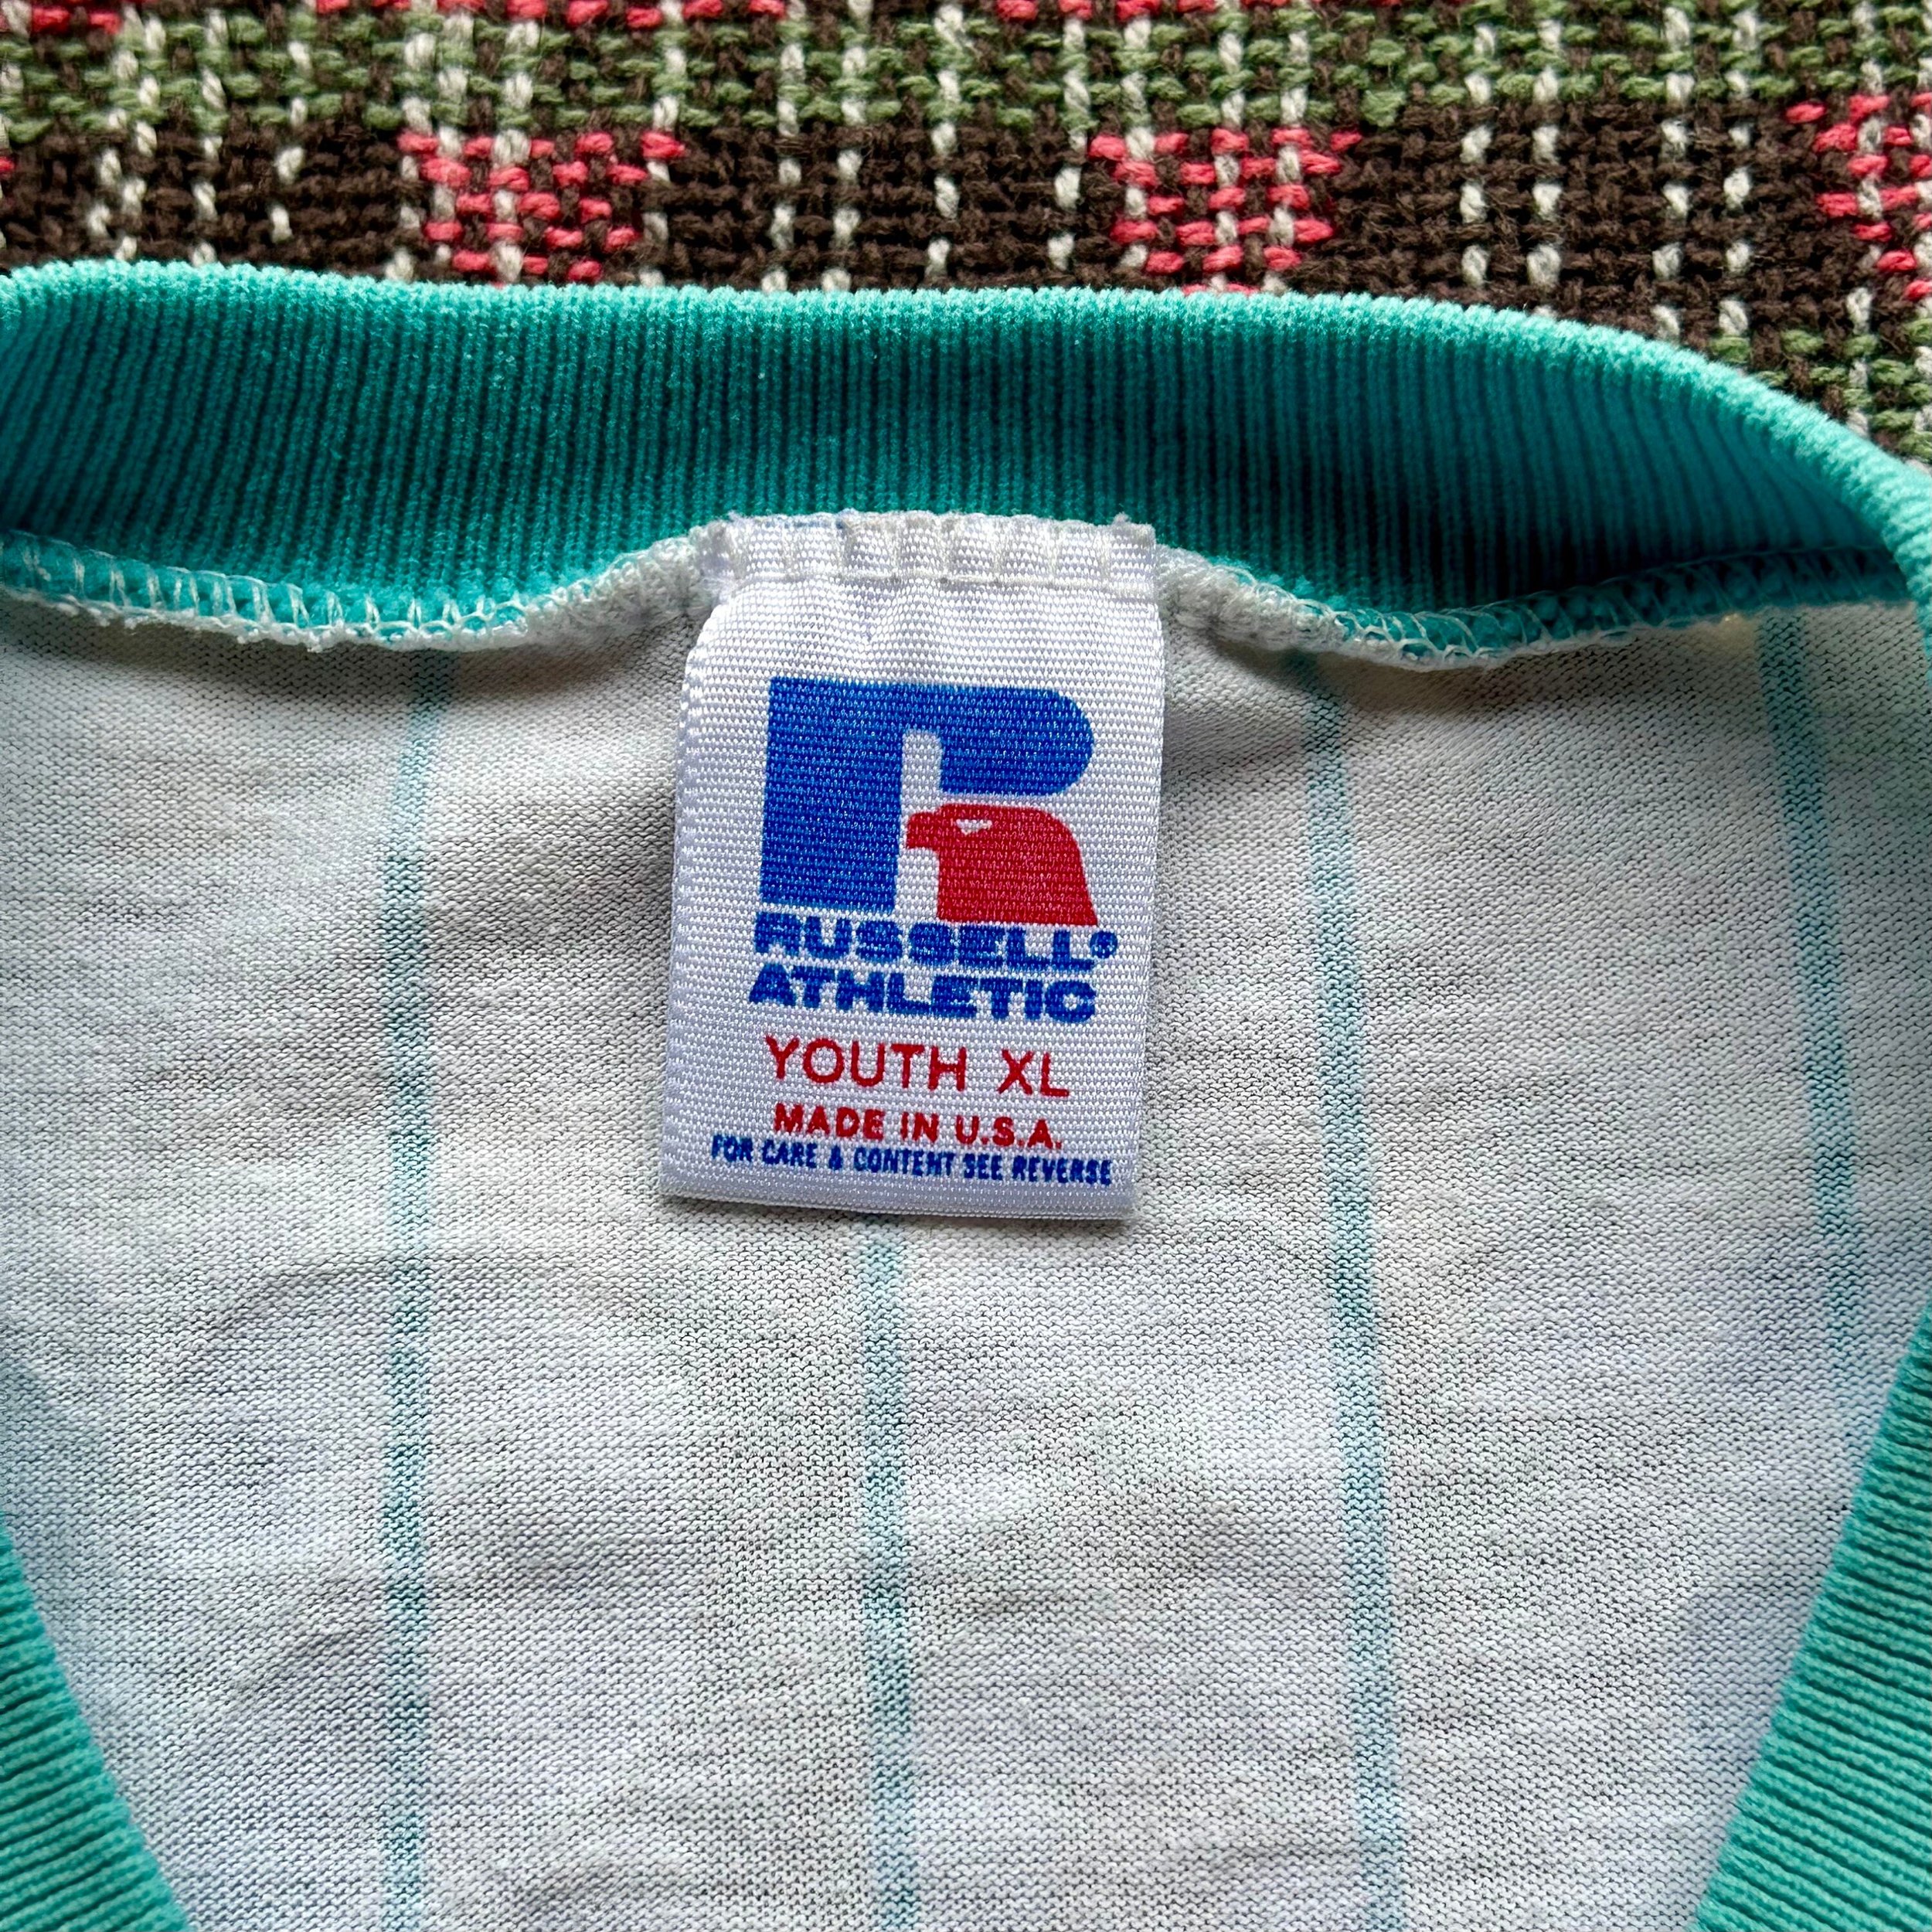 RUSSELL®
ATHLETIC
YOUTH XL
MADE IN U.S.A.
FOR CARE & CONTENT SEE REVERSE